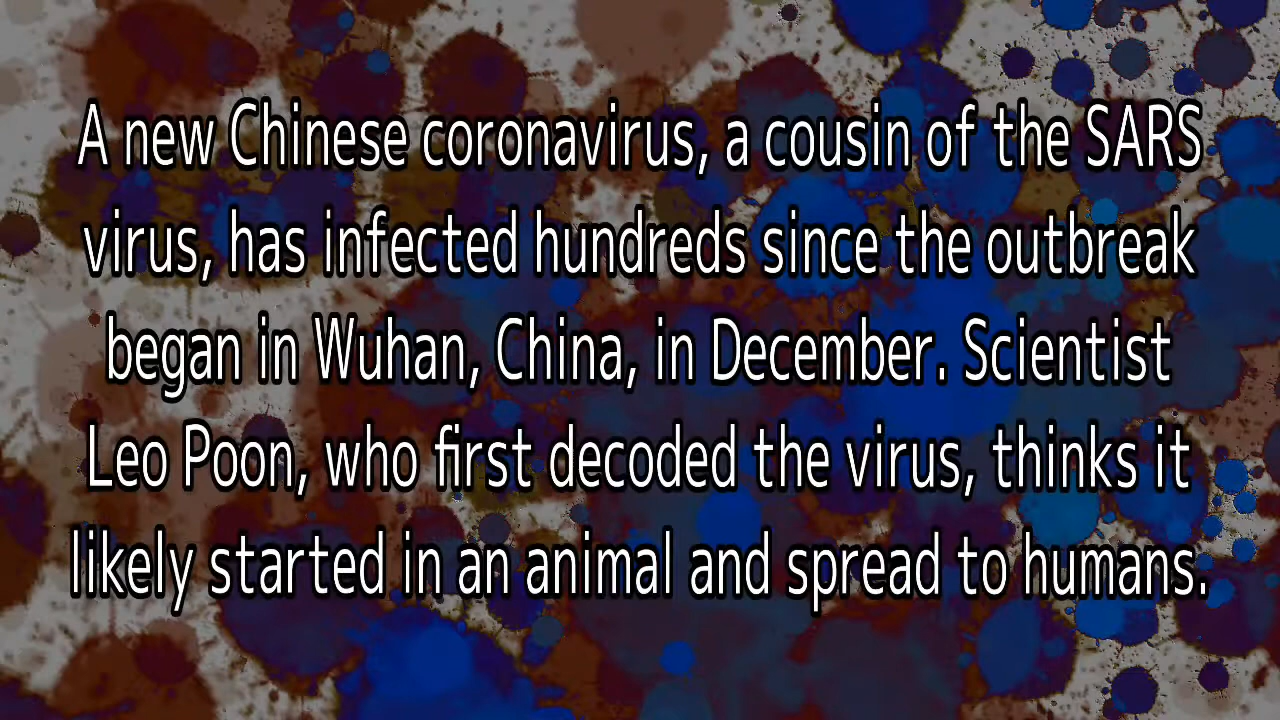 A new Chinese coronavirus, a cousin of the SARS
virus, has infected hundreds since the outbreak
began in Wuhan, China, in December. Scientist
Leo Poon, who first decoded the virus, thinks it
likely started in an animal and spread to humans.